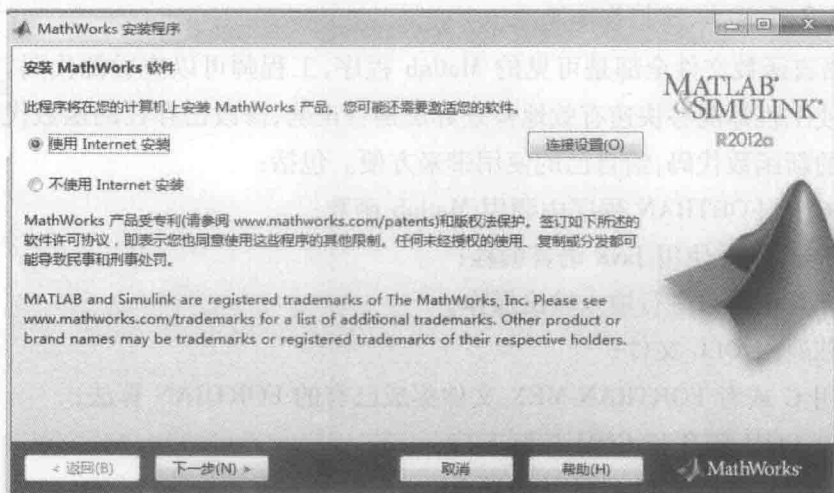 MathWorks 安装程序
安装 MathWorks 软件
MATLAB®
&SIMULINK®
R2012a
此程序将在您的计算机上安装 MathWorks 产品。您可能还需要激活您的软件。
使用 Internet 安装
连接设置(O)
不使用 Internet 安装
MathWorks 产品受专利(请参阅 www.mathworks.com/patents)和版权法保护。签订如下所述的
软件许可协议，即表示您也同意使用这些程序的其他限制。任何未经授权的使用、复制或分发都可
能导致民事和刑事处罚。
MATLAB and Simulink are registered trademarks of The MathWorks, Inc. Please see
www.mathworks.com/trademarks for a list of additional trademarks. Other product or
brand names may be trademarks or registered trademarks of their respective holders.
< 返回(B)
下一步(N) >
取消
帮助(H)
MathWorks®